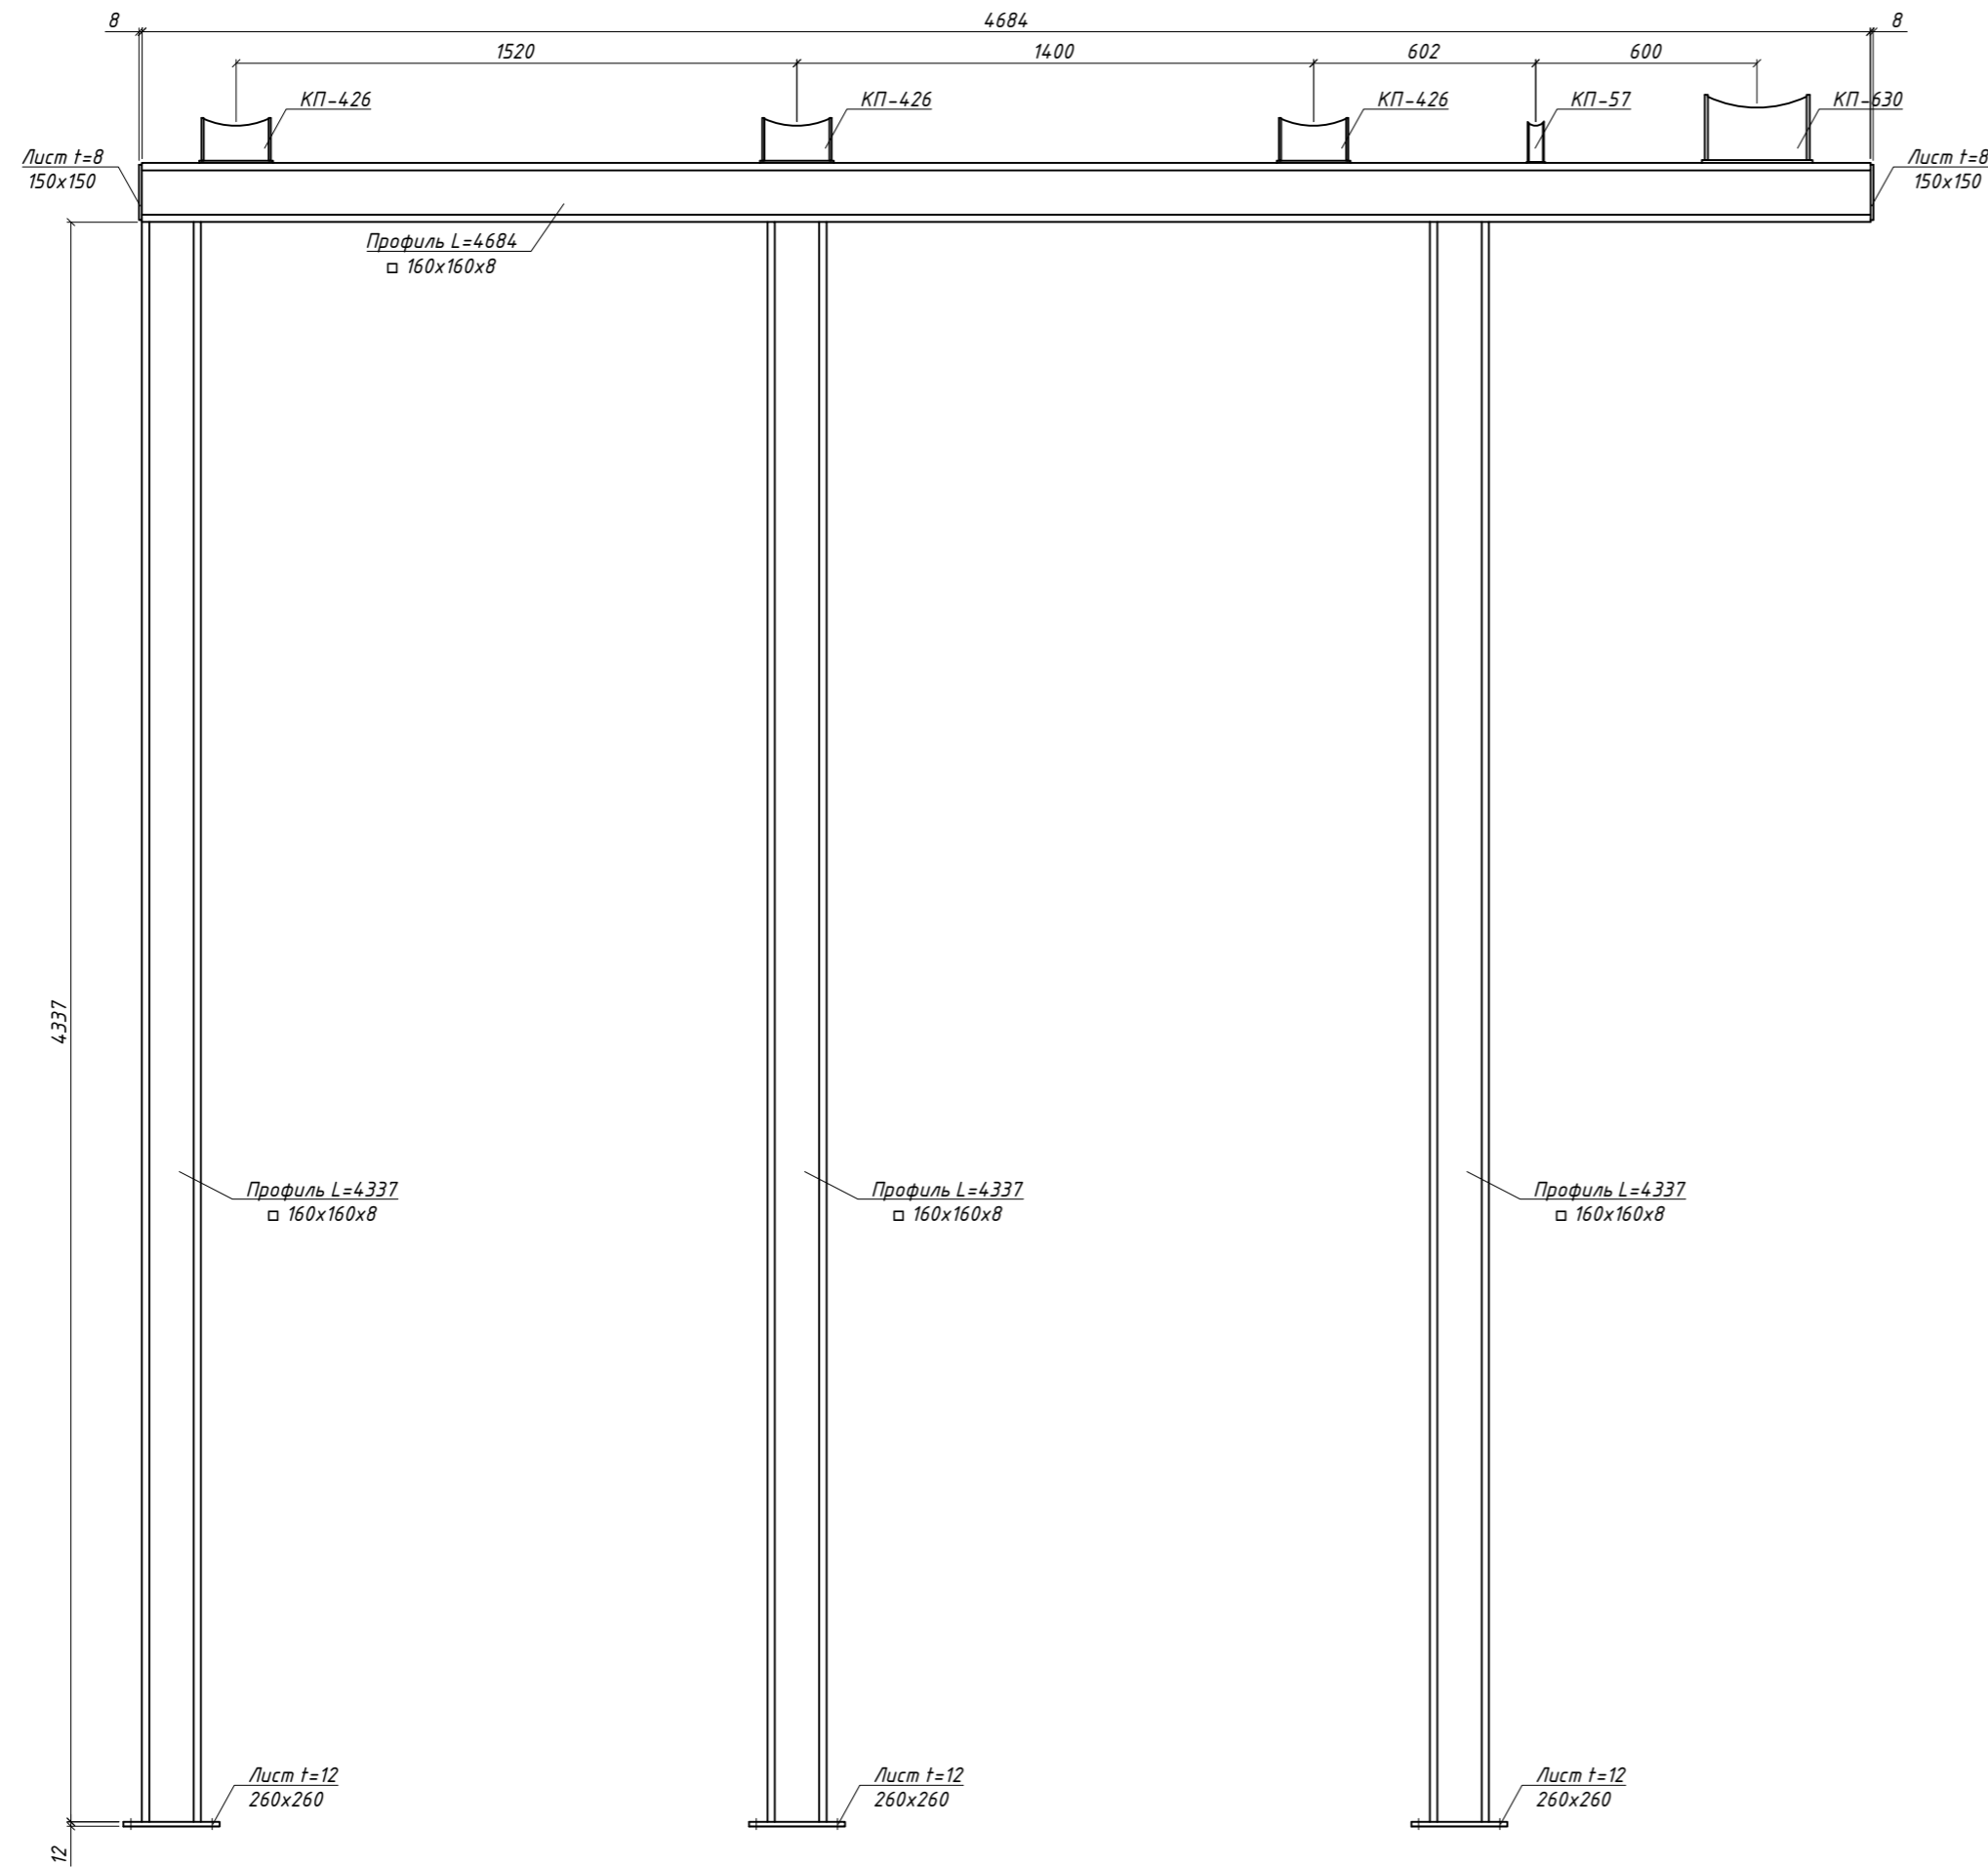 8
4684
8
1520
1400
602
600
КП-426
КП-426
КП-426
КП-57
КП-630
Лист t=8
150х150
Лист t=8
150х150
Профиль L=4684
□ 160х160х8
4337
Профиль L=4337
□ 160х160х8
Профиль L=4337
□ 160х160х8
Профиль L=4337
□ 160х160х8
Лист t=12
260х260
Лист t=12
260х260
Лист t=12
260х260
12